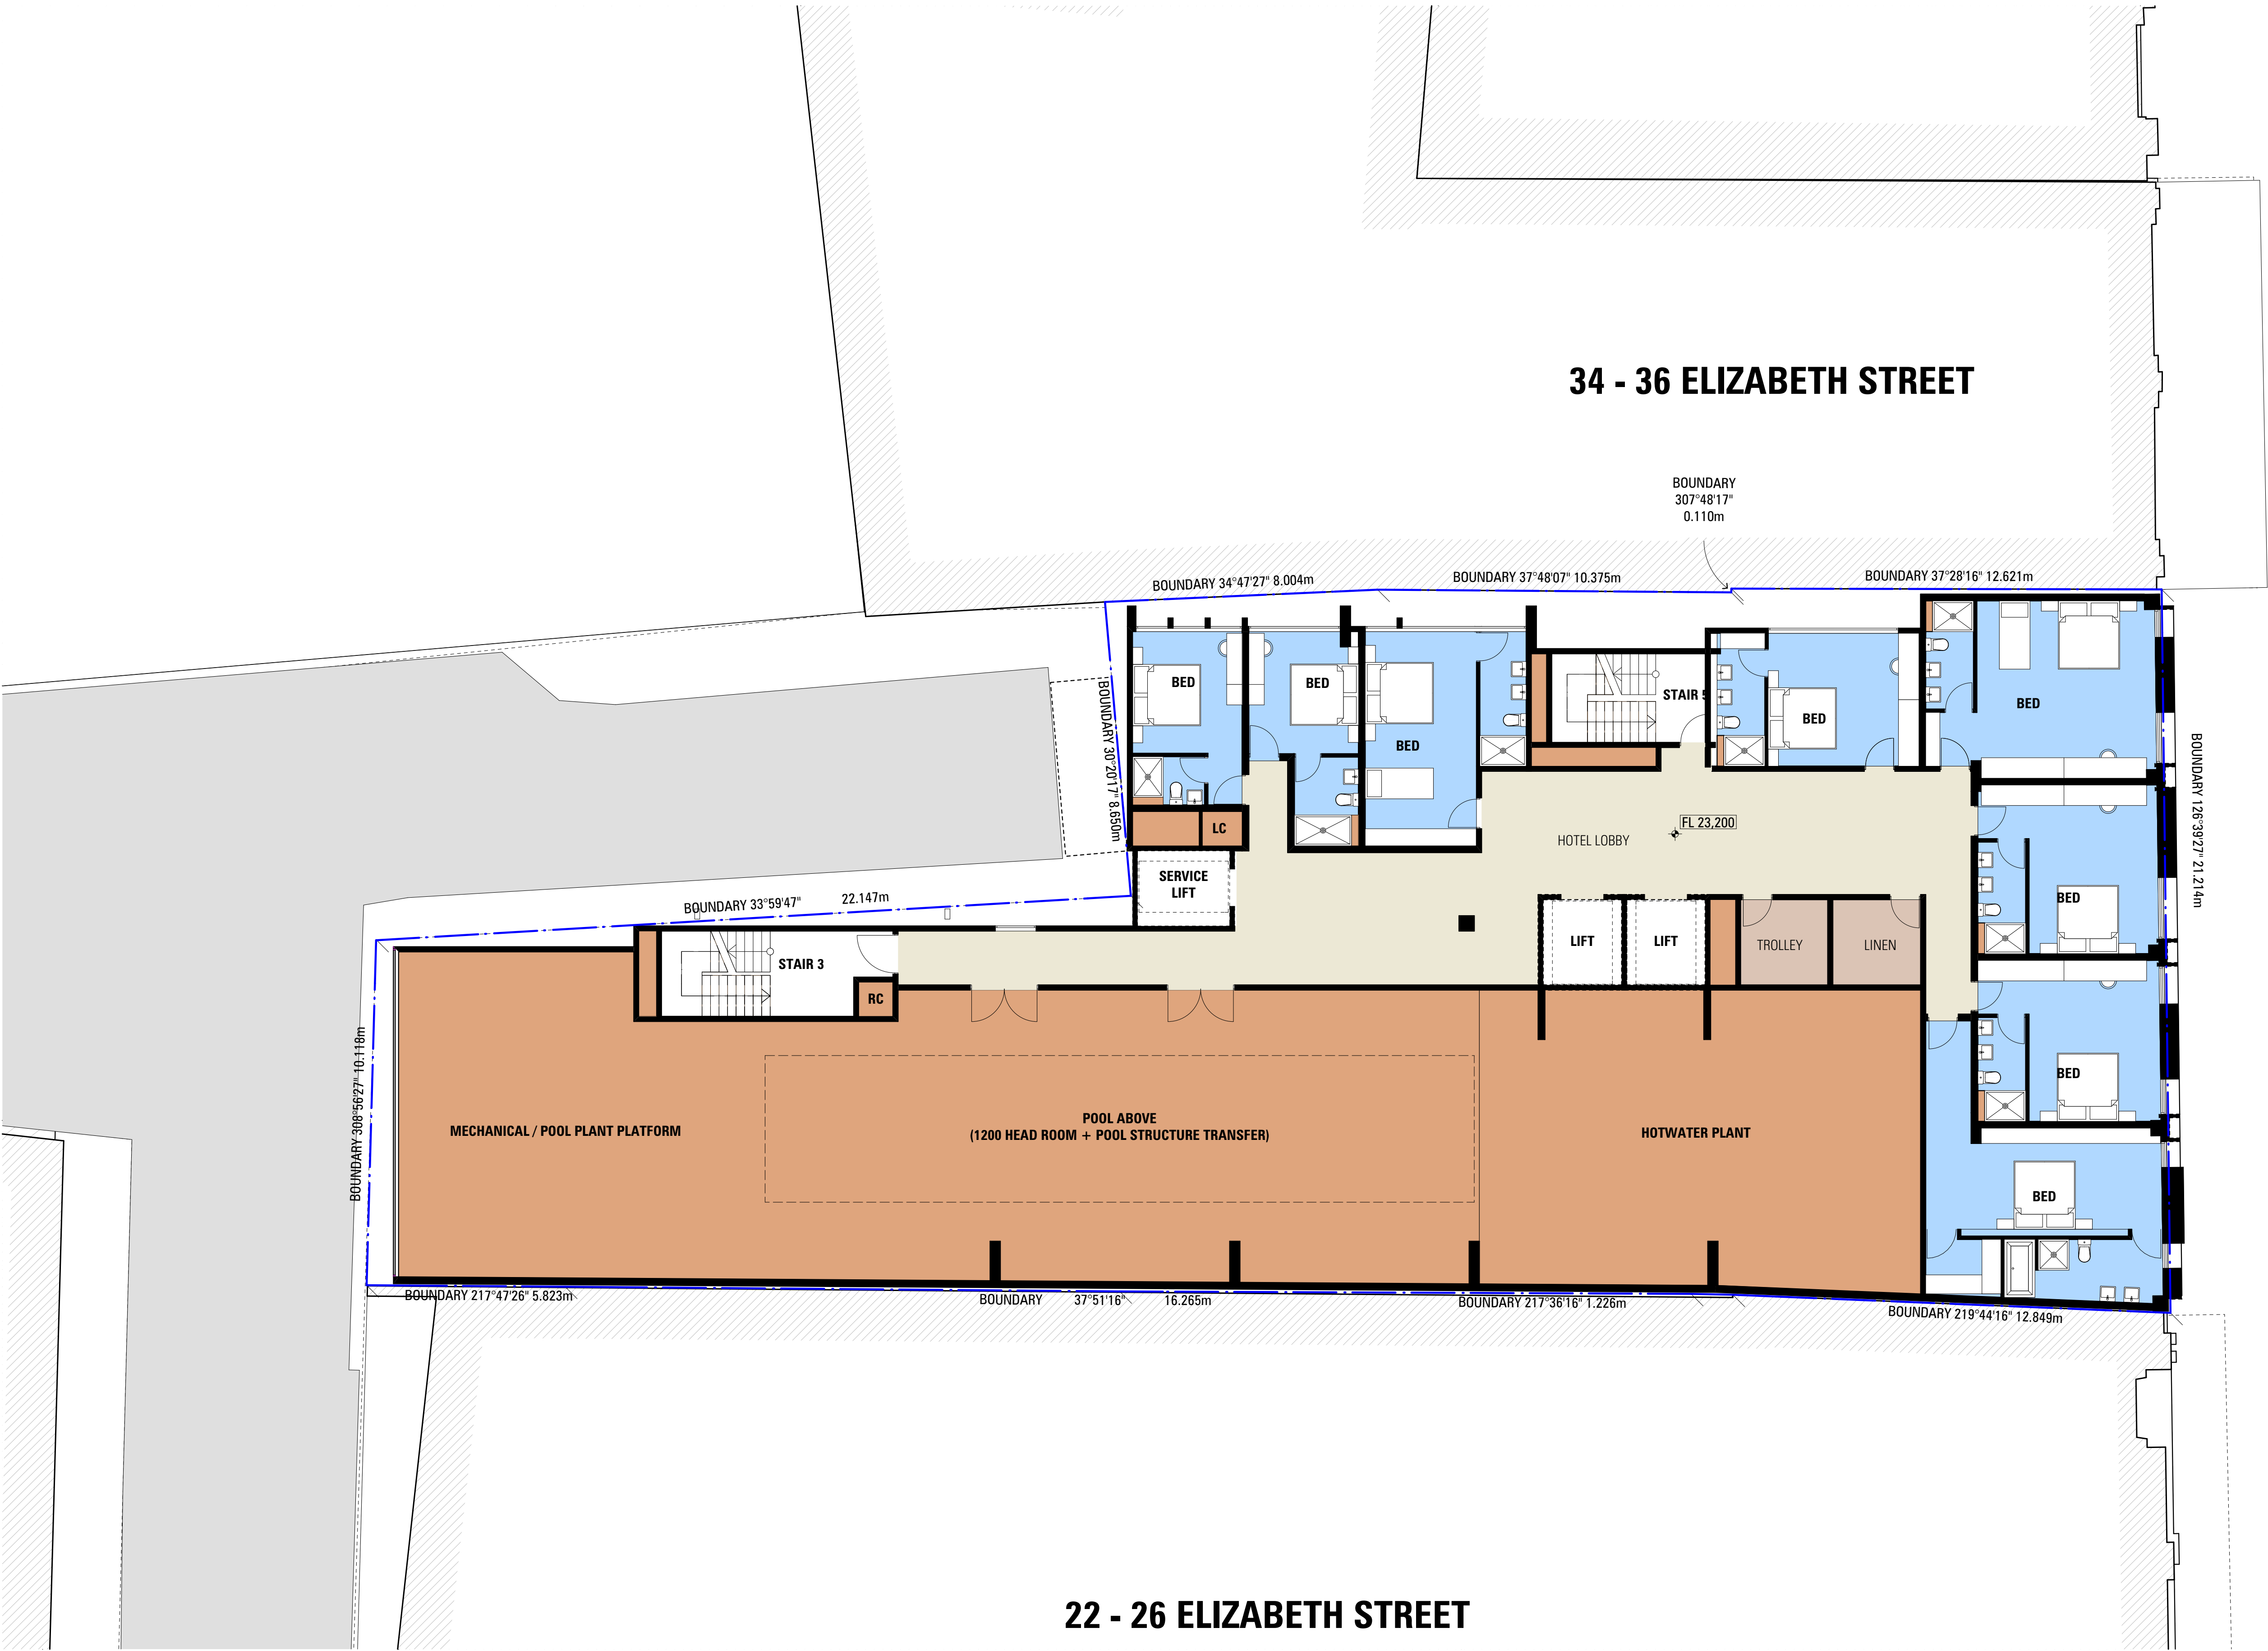 34 - 36 ELIZABETH STREET
BOUNDARY
307°48'17"
0.110m
BOUNDARY 34°47'27" 8.004m
BOUNDARY 37°48'07" 10.375m
BOUNDARY 37°28'16" 12.621m
BED
BED
BED
STAIR 5
BED
BED
BOUNDARY 30°20'17" 8.650m
BOUNDARY 126°39'27" 21.214m
LC
HOTEL LOBBY
FL 23,200
SERVICE
LIFT
BOUNDARY 33°59'47" 22.147m
BED
STAIR 3
LIFT
LIFT
TROLLEY
LINEN
RC
BED
BOUNDARY 308°56'27" 10.118m
MECHANICAL / POOL PLANT PLATFORM
POOL ABOVE
(1200 HEAD ROOM + POOL STRUCTURE TRANSFER)
HOTWATER PLANT
BED
BOUNDARY 217°47'26" 5.823m
BOUNDARY 37°51'16" 16.265m
BOUNDARY 217°36'16" 1.226m
BOUNDARY 219°44'16" 12.849m
22 - 26 ELIZABETH STREET